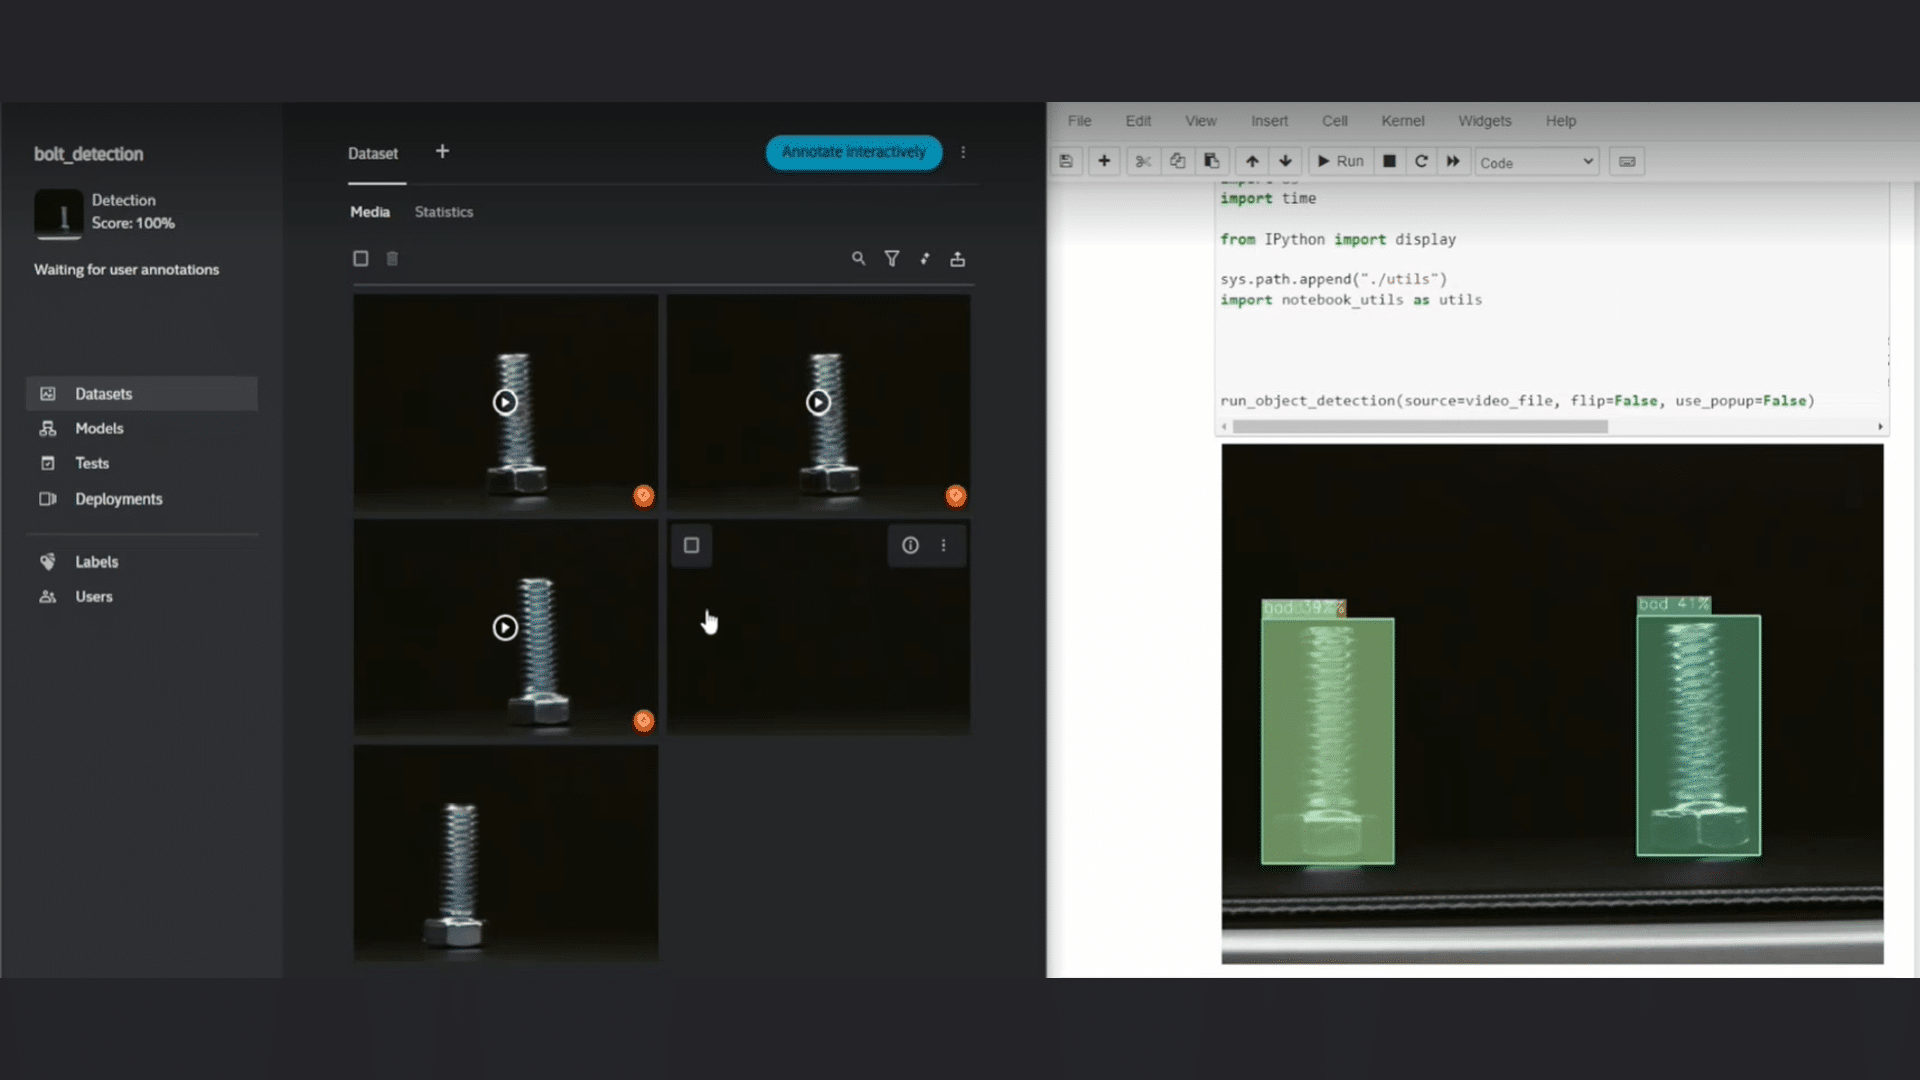 bolt_detection
Detection
Score: 100%
Waiting for user annotations
Datasets
Models
Tests
Deployments
Labels
Users
Dataset
Annotate interactively
Media
Statistics
File Edit View Insert Cell Kernel Widgets Help
Run
Code
import time
from IPython import display
sys.path.append("./utils")
import notebook_utils as utils
run_object_detection(source=video_file, flip=False, use_popup=False)
bad
bad 41%